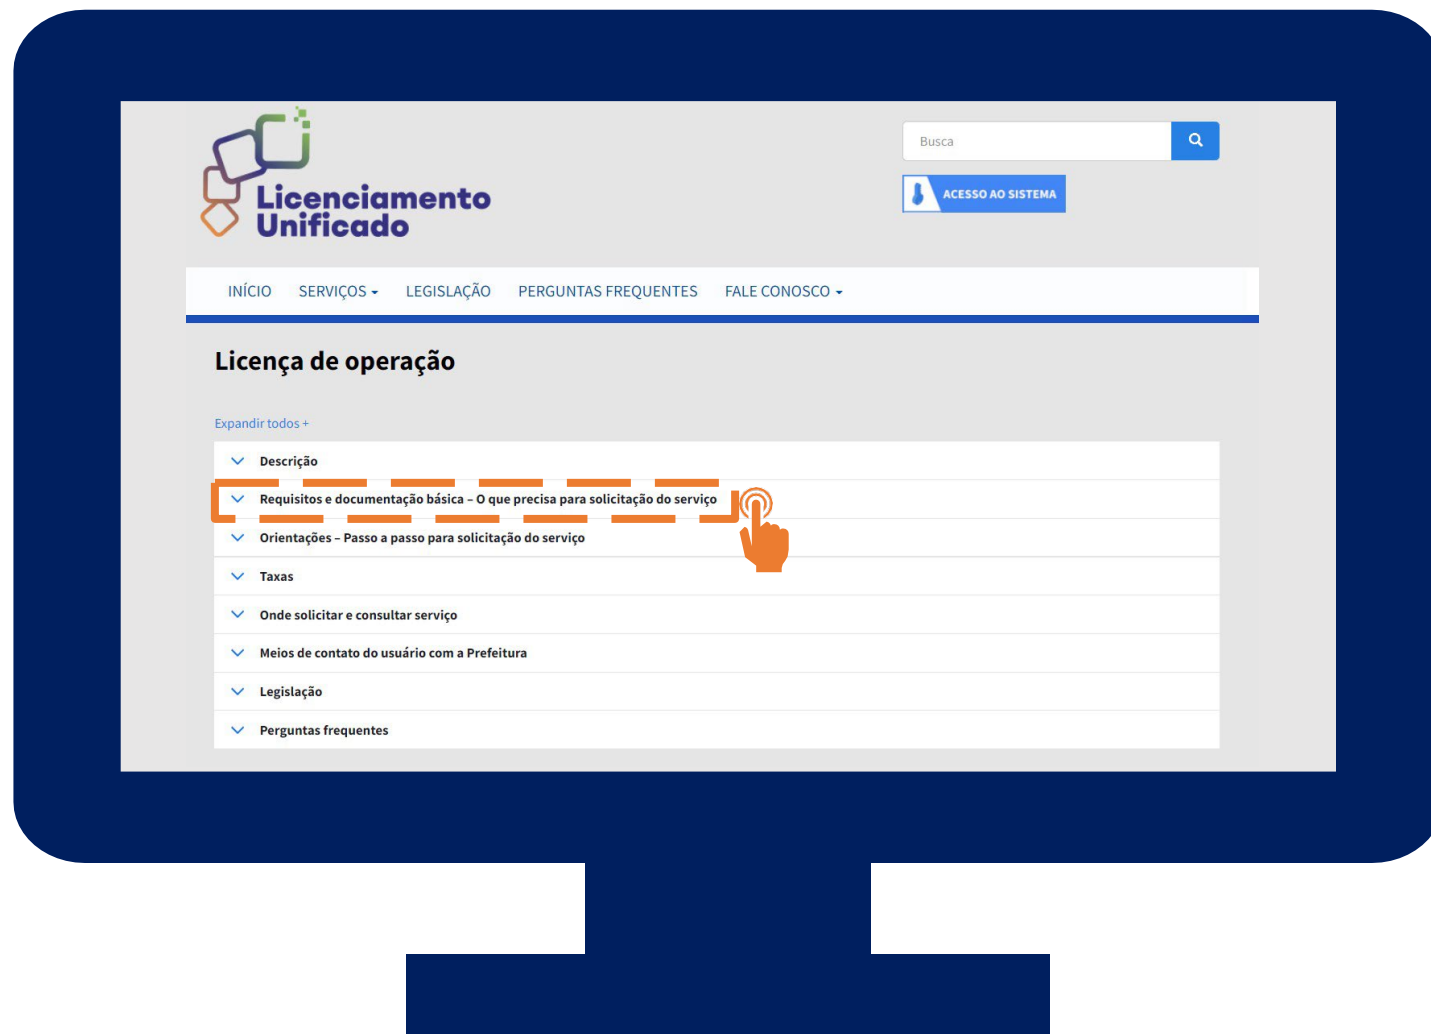 Licenciamento
Unificado
Busca
ACESSO AO SISTEMA
INÍCIO SERVIÇOS LEGISLAÇÃO PERGUNTAS FREQUENTES FALE CONOSCO
Licença de operação
Expandir todos +
Descrição
Requisitos e documentação básica – O que precisa para solicitação do serviço
Orientações – Passo a passo para solicitação do serviço
Taxas
Onde solicitar e consultar serviço
Meios de contato do usuário com a Prefeitura
Legislação
Perguntas frequentes